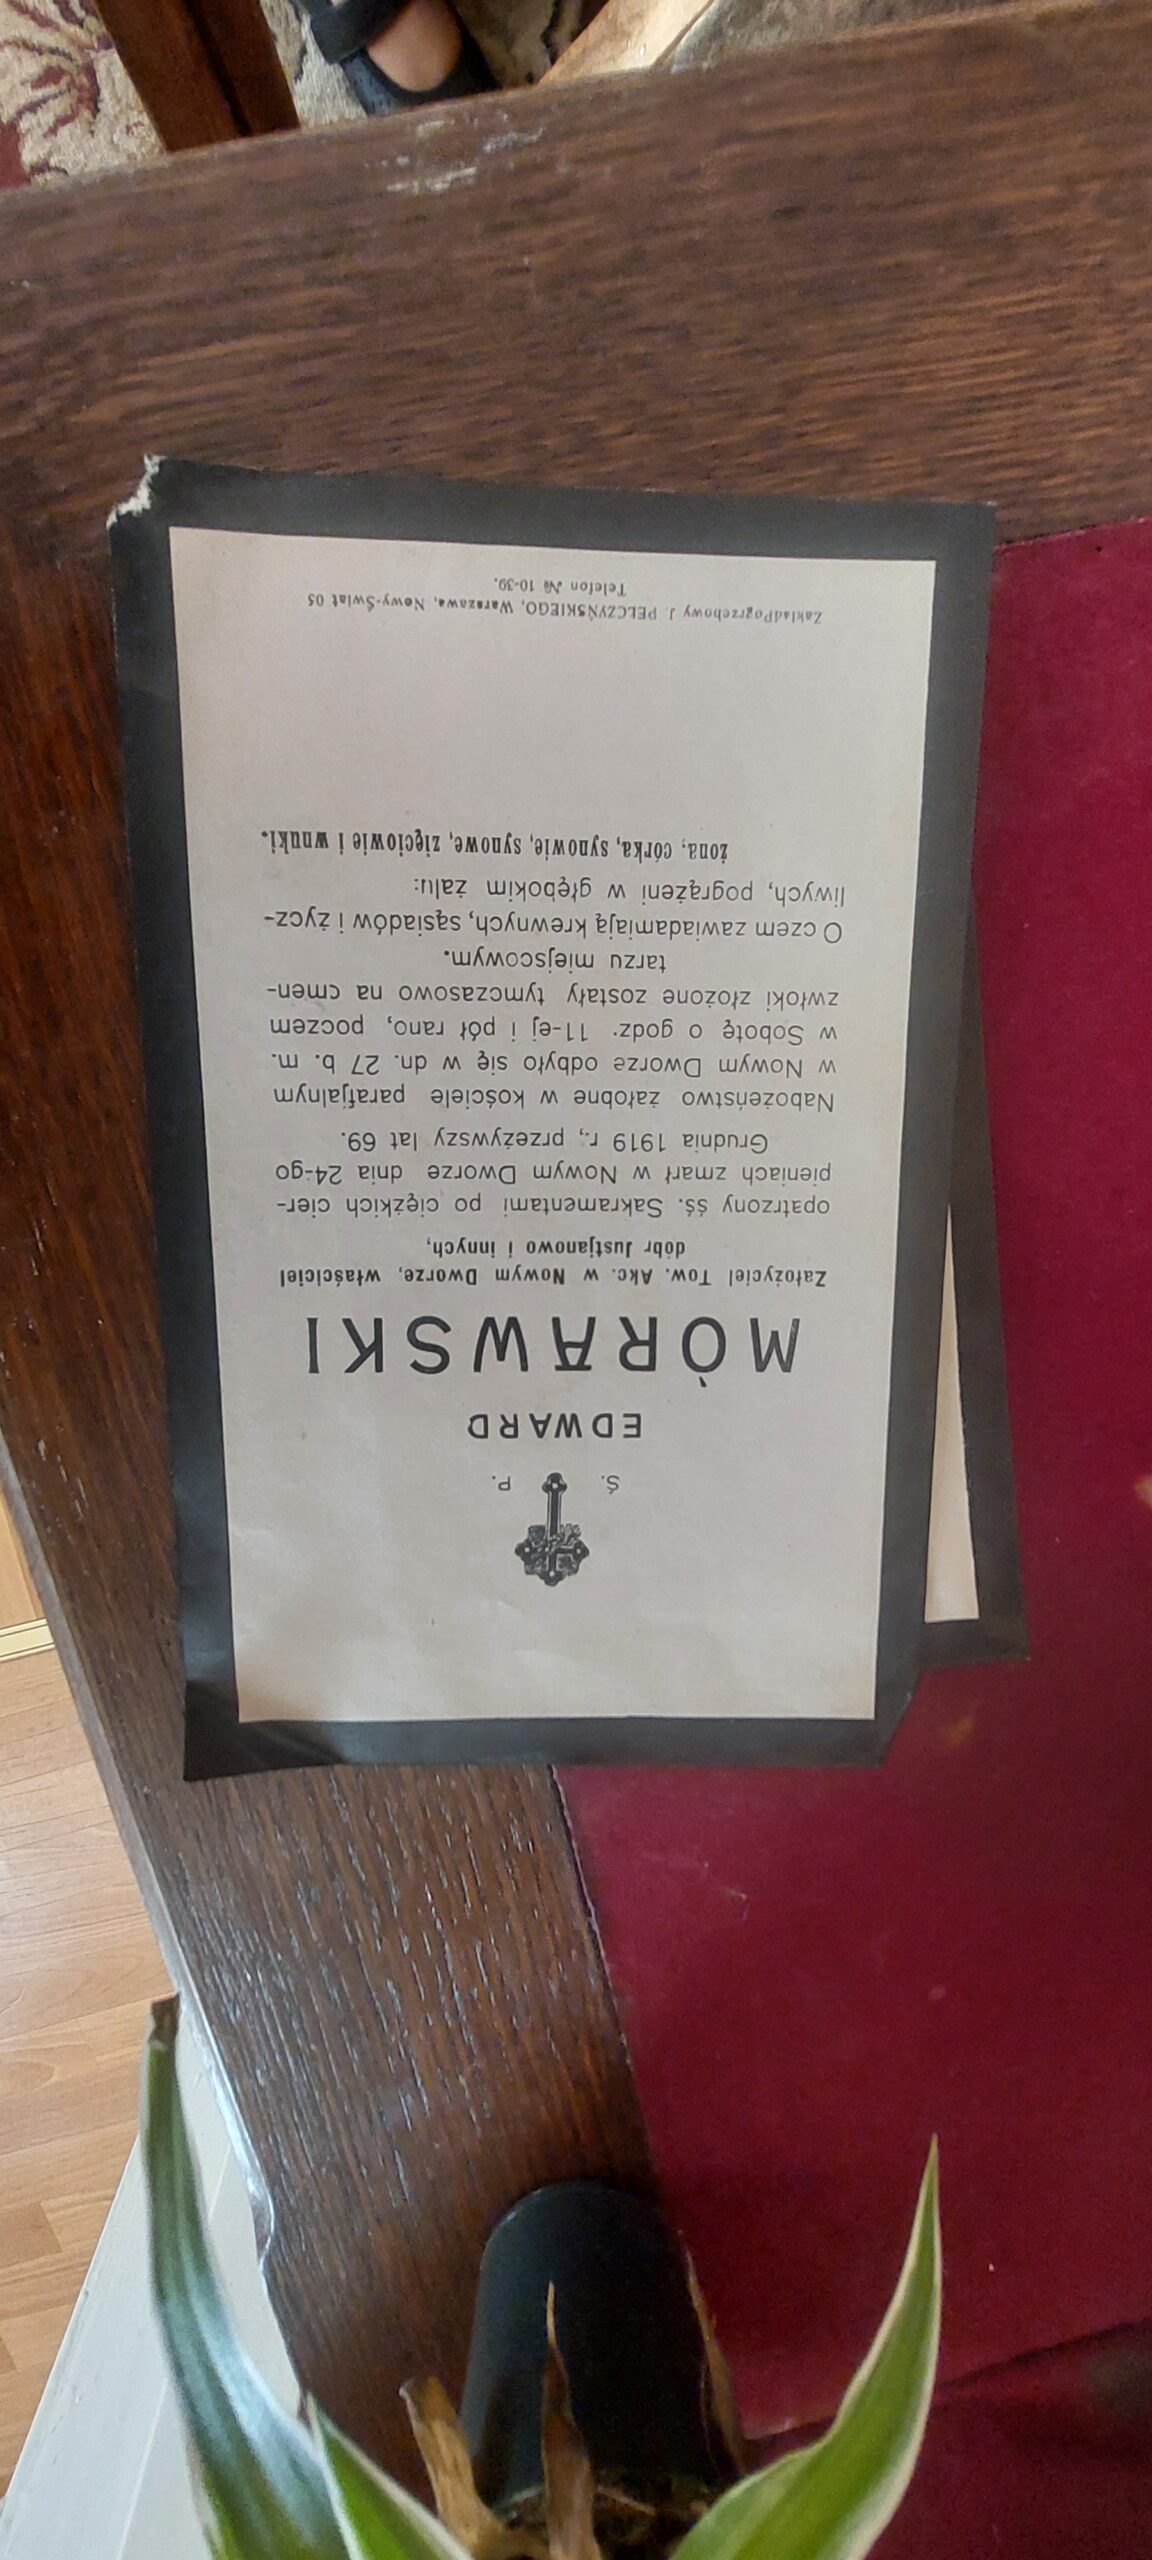 Ś. P.
EDWARD
MÓRAWSKI
Założyciel Tow. Akc. w Nowym Dworze, właściciel
dóbr Justjanowo i innych,
opatrzony śś. Sakramentami po ciężkich cier-
pieniach zmarł w Nowym Dworze dnia 24-go
Grudnia 1919 r., przeżywszy lat 69.
Nabożeństwo żałobne w kościele parafjalnym
w Nowym Dworze odbyło się w dn. 27 b. m.
w Sobotę o godz. 11-ej i pół rano, poczem
zwłoki złożone zostały tymczasowo na cmen-
tarzu miejscowym.
O czem zawiadamiają krewnych, sąsiadów i życz-
liwych, pogrążeni w głębokim żalu:
żona, córka, synowie, synowe, zięciowie i wnuki.
ZakładPogrzebowy J. PEŁCZYŃSKIEGO, Warszawa, Nowy-Świat 05
Telefon № 10-39.